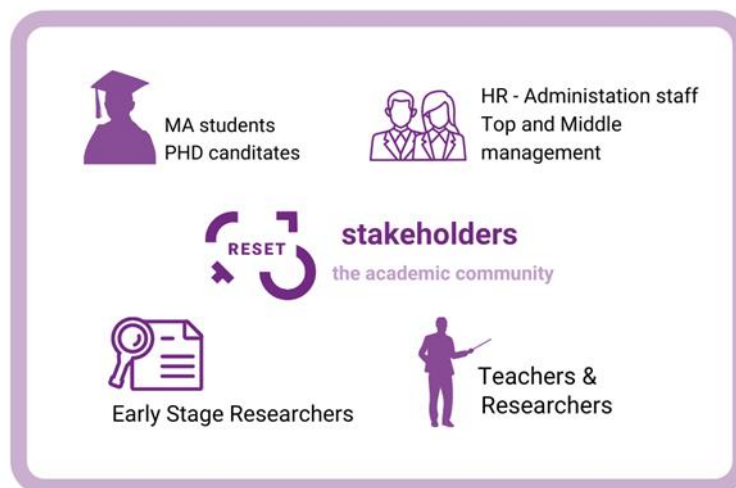 MA students
PHD canditates
HR - Administation staff
Top and Middle
management
RESET
stakeholders
the academic community
Early Stage Researchers
Teachers &
Researchers